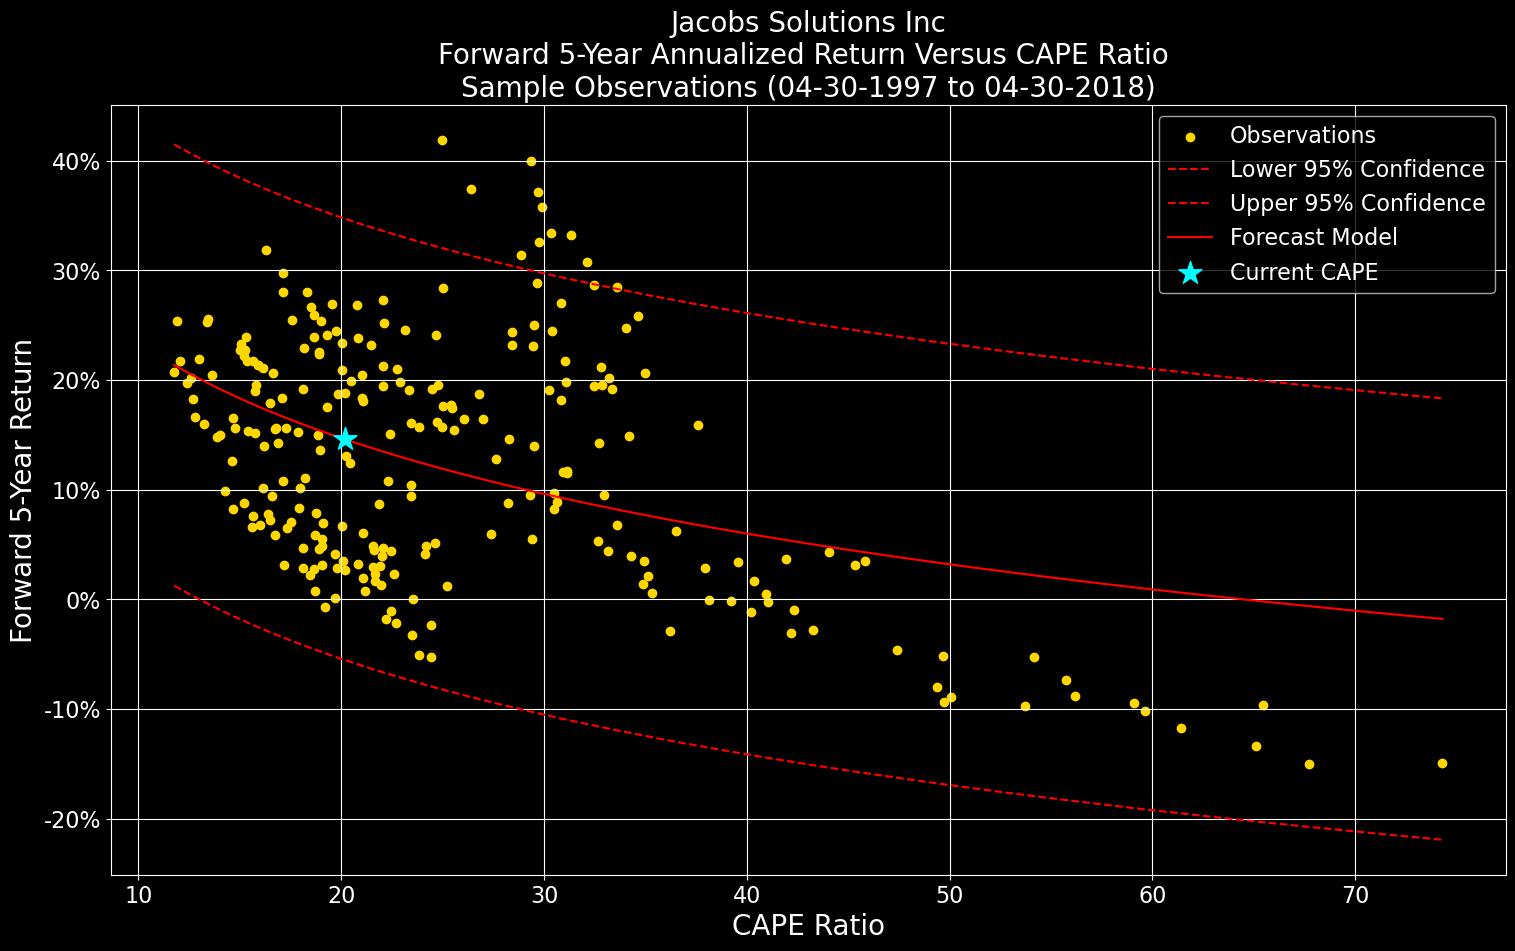 Jacobs Solutions Inc
Forward 5-Year Annualized Return Versus CAPE Ratio
Sample Observations (04-30-1997 to 04-30-2018)
Observations
Lower 95% Confidence
Upper 95% Confidence
Forecast Model
Current CAPE
Forward 5-Year Return
40%
30%
20%
10%
0%
-10%
-20%
10 20 30 40 50 60 70
CAPE Ratio